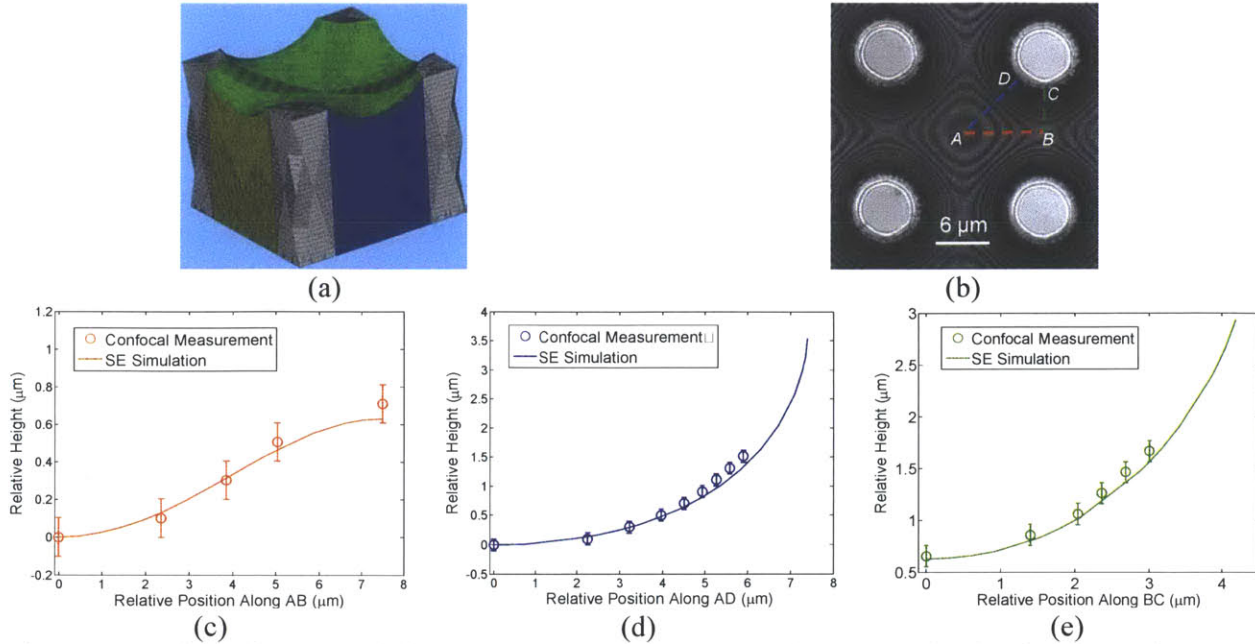 D
C
A
B
6 µm
(a)
(b)
1.2
1
0.8
0.6
0.4
0.2
0
-0.2
Relative Height (µm)
Confocal Measurement
SE Simulation
0 1 2 3 4 5 6 7 8
Relative Position Along AB (µm)
(c)
4
3.5
3
2.5
2
1.5
1
0.5
0
-0.5
Relative Height (µm)
Confocal Measurement□
SE Simulation
0 1 2 3 4 5 6 7 8
Relative Position Along AD (µm)
(d)
3
2.5
2
1.5
1
0.5
Relative Height (µm)
Confocal Measurement
SE Simulation
0 1 2 3 4
Relative Position Along BC (µm)
(e)